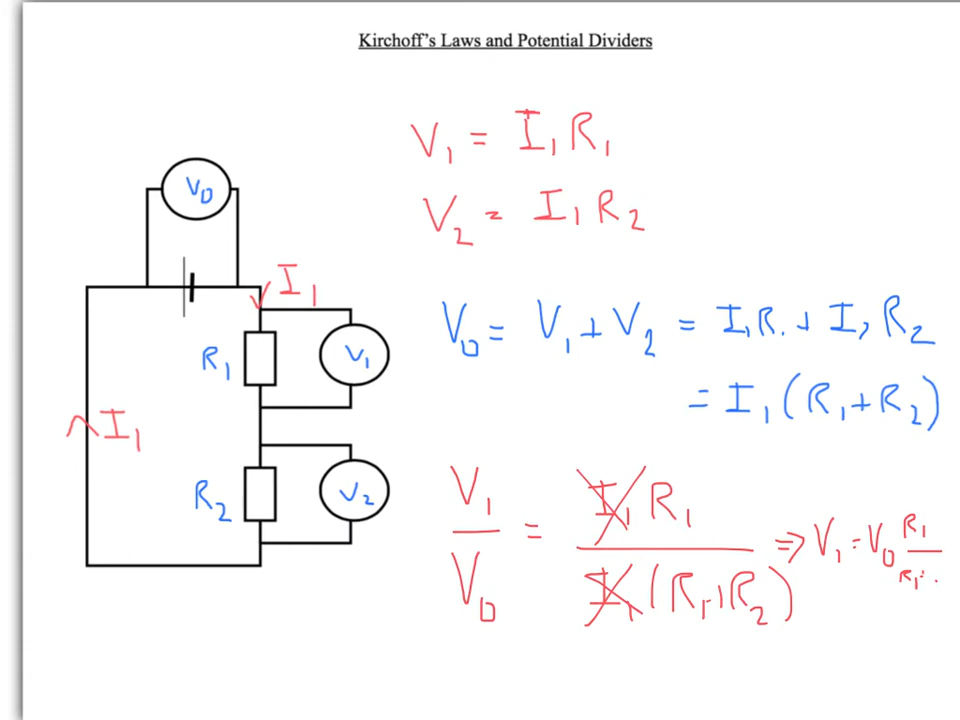 Kirchoff's Laws and Potential Dividers
V₁ = I₁R₁
V₂ = I₁R₂
V₀
I₁
V₀ = V₁ + V₂ = I₁R₁ + I₁R₂
R₁
V₁
= I₁(R₁+R₂)
I₁
R₂
V₂
V₁/V₀ = I₁R₁/I₁(R₁+R₂) ⇒ V₁ = V₀ R₁/R₁+